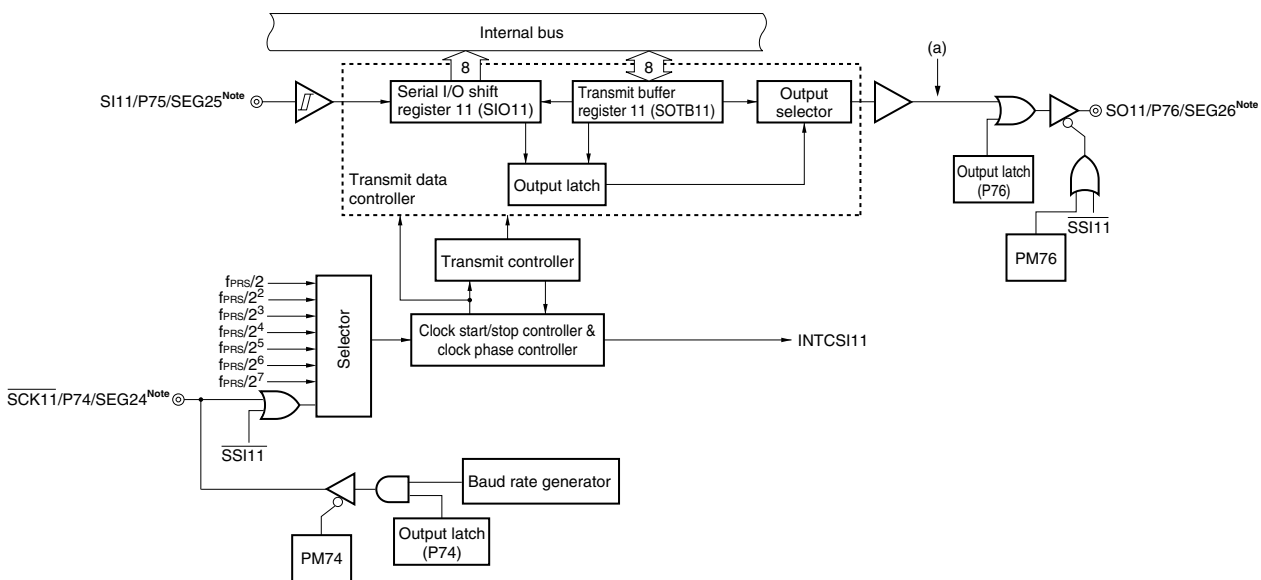 Internal bus
(a)
8
8
SI11/P75/SEG25Note
Serial I/O shift
register 11 (SIO11)
Transmit buffer
register 11 (SOTB11)
Output
selector
SO11/P76/SEG26Note
Transmit data
controller
Output latch
Output latch
(P76)
SSI11
PM76
Transmit controller
fPRS/2
fPRS/2²
fPRS/2³
fPRS/2⁴
fPRS/2⁵
fPRS/2⁶
fPRS/2⁷
Selector
Clock start/stop controller &
clock phase controller
INTCSI11
SCK11/P74/SEG24Note
SSI11
Baud rate generator
Output latch
(P74)
PM74